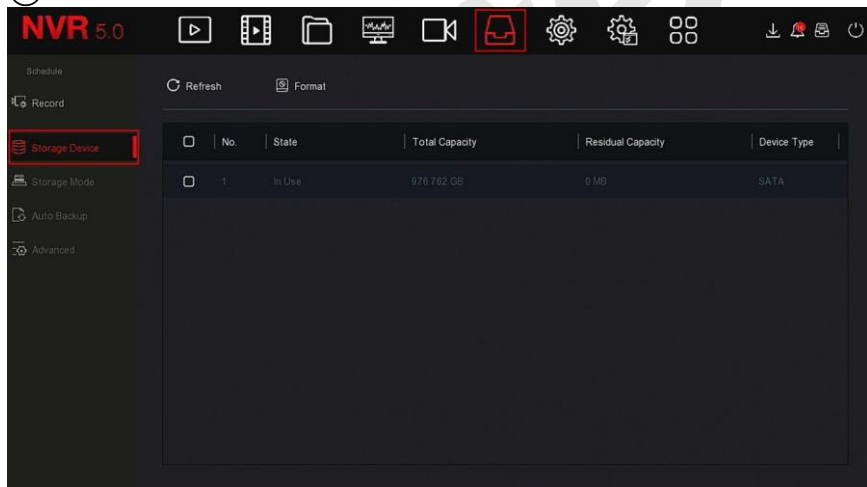 NVR 5.0
Schedule
Record
Storage Device
Storage Mode
Auto Backup
Advanced
Refresh Format
No. State Total Capacity Residual Capacity Device Type
1 In Use 976.762 GB 0 MB SATA